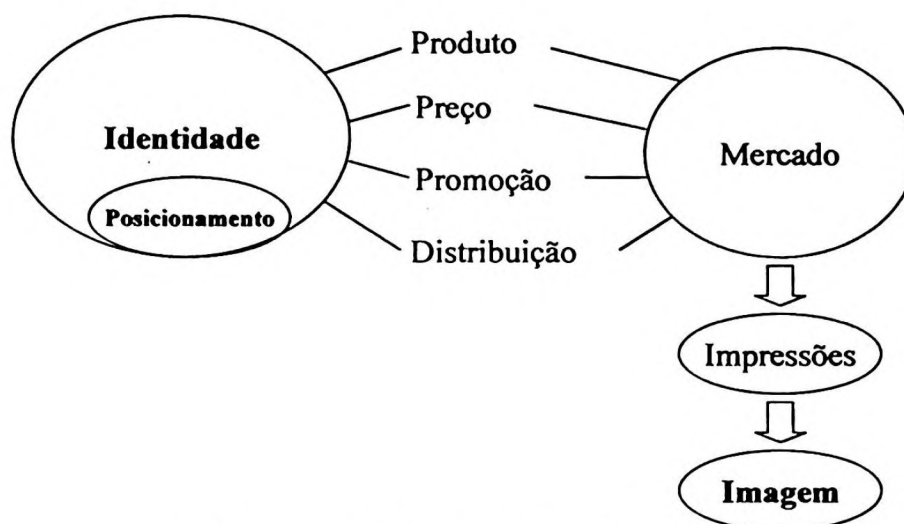 Produto
Preço
Identidade
Mercado
Promoção
Posicionamento
Distribuição
Impressões
Imagem